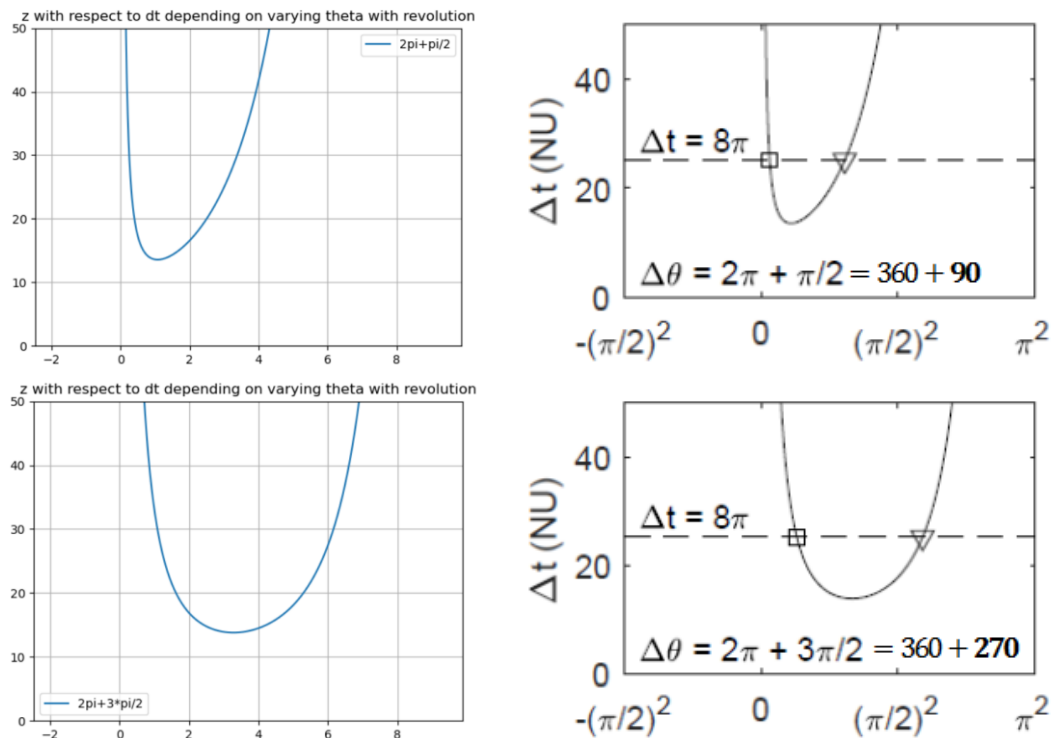 z with respect to dt depending on varying theta with revolution
50
2pi+pi/2
40
30
20
10
0
−2 0 2 4 6 8
40
Δt = 8π
20
Δt (NU)
Δθ = 2π + π/2 = 360 + 90
0
-(π/2)² 0 (π/2)² π²
z with respect to dt depending on varying theta with revolution
50
40
30
20
10
2pi+3*pi/2
0
−2 0 2 4 6 8
40
Δt = 8π
20
Δt (NU)
Δθ = 2π + 3π/2 = 360 + 270
0
-(π/2)² 0 (π/2)² π²